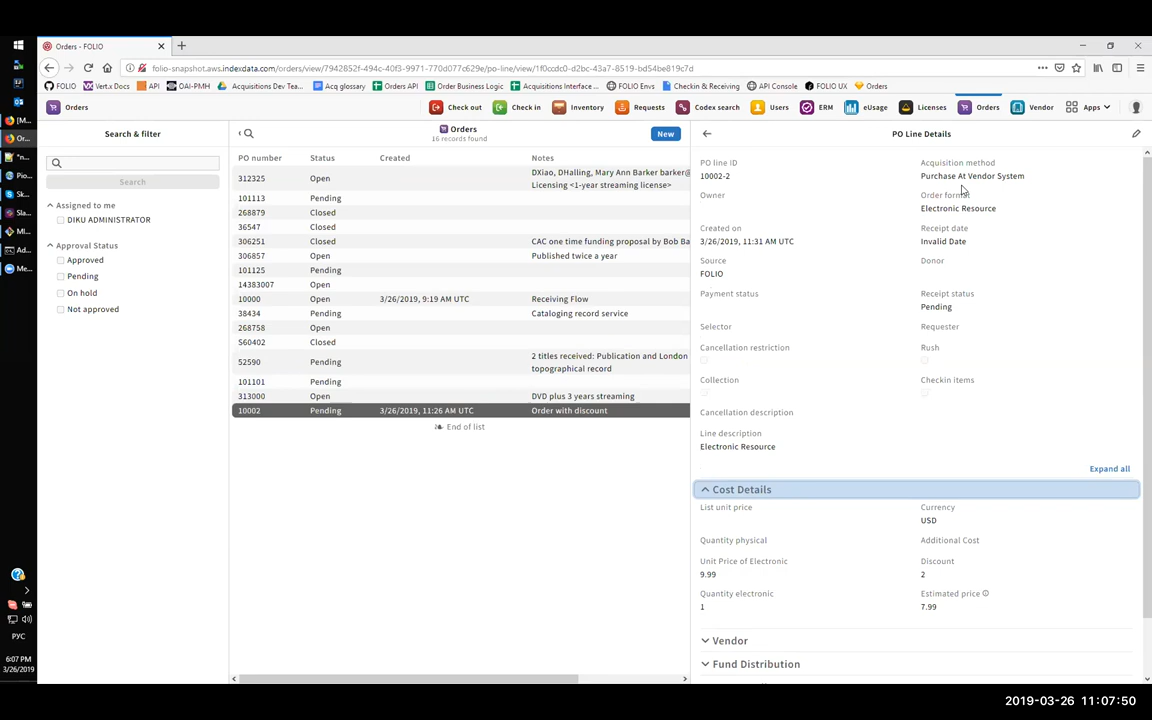 Orders - FOLIO
folio-snapshot.aws.indexdata.com/orders/view/7942852f-494c-40f3-9971-770d077c629e/po-line/view/1f0ccdc0-d2bc-43a7-8519-bd54be819c7d
FOLIO Vert.x Docs API OAI-PMH Acquisitions Dev Tea... Acq glossary Orders API Order Business Logic Acquisitions Interface ... FOLIO Envs Checkin & Receiving API Console FOLIO UX Orders
Orders Check out Check in Inventory Requests Codex search Users ERM eUsage Licenses Orders Vendor Apps
Search & filter
Search
Assigned to me
DIKU ADMINISTRATOR
Approval Status
Approved
Pending
On hold
Not approved
Orders
16 records found
New
PO number Status Created Notes
312325 Open DXiao, DHalling, Mary Ann Barker barker@
Licensing <1-year streaming license>
101113 Pending
268879 Closed
36547 Closed
306251 Closed CAC one time funding proposal by Bob Ba
306857 Open Published twice a year
101125 Pending
14383007 Open
10000 Open 3/26/2019, 9:19 AM UTC Receiving Flow
38434 Pending Cataloging record service
268758 Open
S60402 Closed
52590 Pending 2 titles received: Publication and London
topographical record
101101 Pending
313000 Open DVD plus 3 years streaming
10002 Pending 3/26/2019, 11:26 AM UTC Order with discount
End of list
PO Line Details
PO line ID Acquisition method
10002-2 Purchase At Vendor System
Owner Order format
Electronic Resource
Created on Receipt date
3/26/2019, 11:31 AM UTC Invalid Date
Source Donor
FOLIO
Payment status Receipt status
Pending
Selector Requester
Cancellation restriction Rush
Collection Checkin items
Cancellation description
Line description
Electronic Resource
Expand all
Cost Details
List unit price Currency
USD
Quantity physical Additional Cost
Unit Price of Electronic Discount
9.99 2
Quantity electronic Estimated price
1 7.99
Vendor
Fund Distribution
[M...
Or...
"n...
Pio...
Sk...
Sla...
MI...
Ad...
Me...
РУС
6:07 PM
3/26/2019
2019-03-26 11:07:50